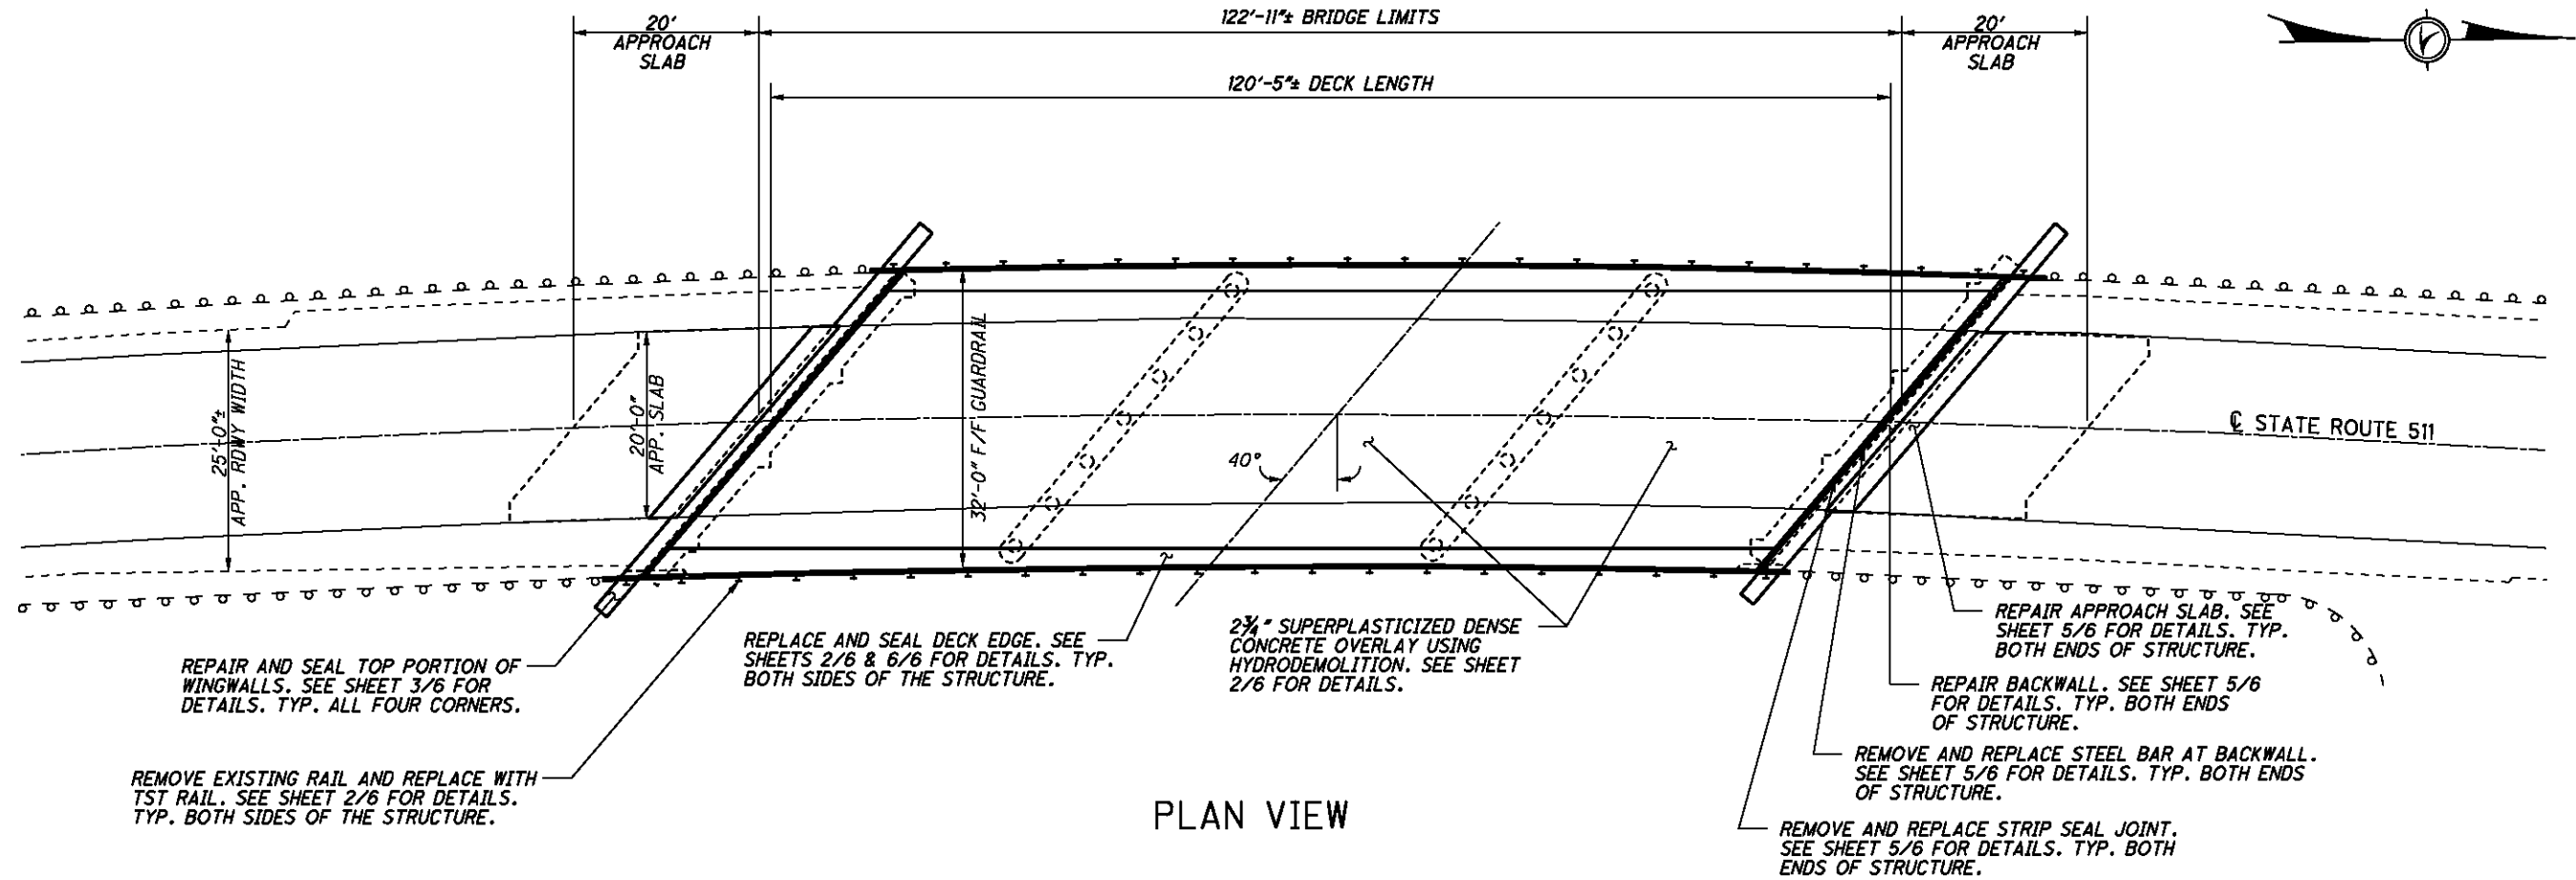 122'-11"± BRIDGE LIMITS
20'
APPROACH
SLAB
20'
APPROACH
SLAB
120'-5"± DECK LENGTH
25'-0"±
APP. RDWY WIDTH
20'-0"
APP. SLAB
32'-0" F/F GUARDRAIL
40°
℄ STATE ROUTE 511
REPAIR AND SEAL TOP PORTION OF
WINGWALLS. SEE SHEET 3/6 FOR
DETAILS. TYP. ALL FOUR CORNERS.
REMOVE EXISTING RAIL AND REPLACE WITH
TST RAIL. SEE SHEET 2/6 FOR DETAILS.
TYP. BOTH SIDES OF THE STRUCTURE.
REPLACE AND SEAL DECK EDGE. SEE
SHEETS 2/6 & 6/6 FOR DETAILS. TYP.
BOTH SIDES OF THE STRUCTURE.
2¾" SUPERPLASTICIZED DENSE
CONCRETE OVERLAY USING
HYDRODEMOLITION. SEE SHEET
2/6 FOR DETAILS.
REPAIR APPROACH SLAB. SEE
SHEET 5/6 FOR DETAILS. TYP.
BOTH ENDS OF STRUCTURE.
REPAIR BACKWALL. SEE SHEET 5/6
FOR DETAILS. TYP. BOTH ENDS
OF STRUCTURE.
REMOVE AND REPLACE STEEL BAR AT BACKWALL.
SEE SHEET 5/6 FOR DETAILS. TYP. BOTH ENDS
OF STRUCTURE.
REMOVE AND REPLACE STRIP SEAL JOINT.
SEE SHEET 5/6 FOR DETAILS. TYP. BOTH
ENDS OF STRUCTURE.
PLAN VIEW